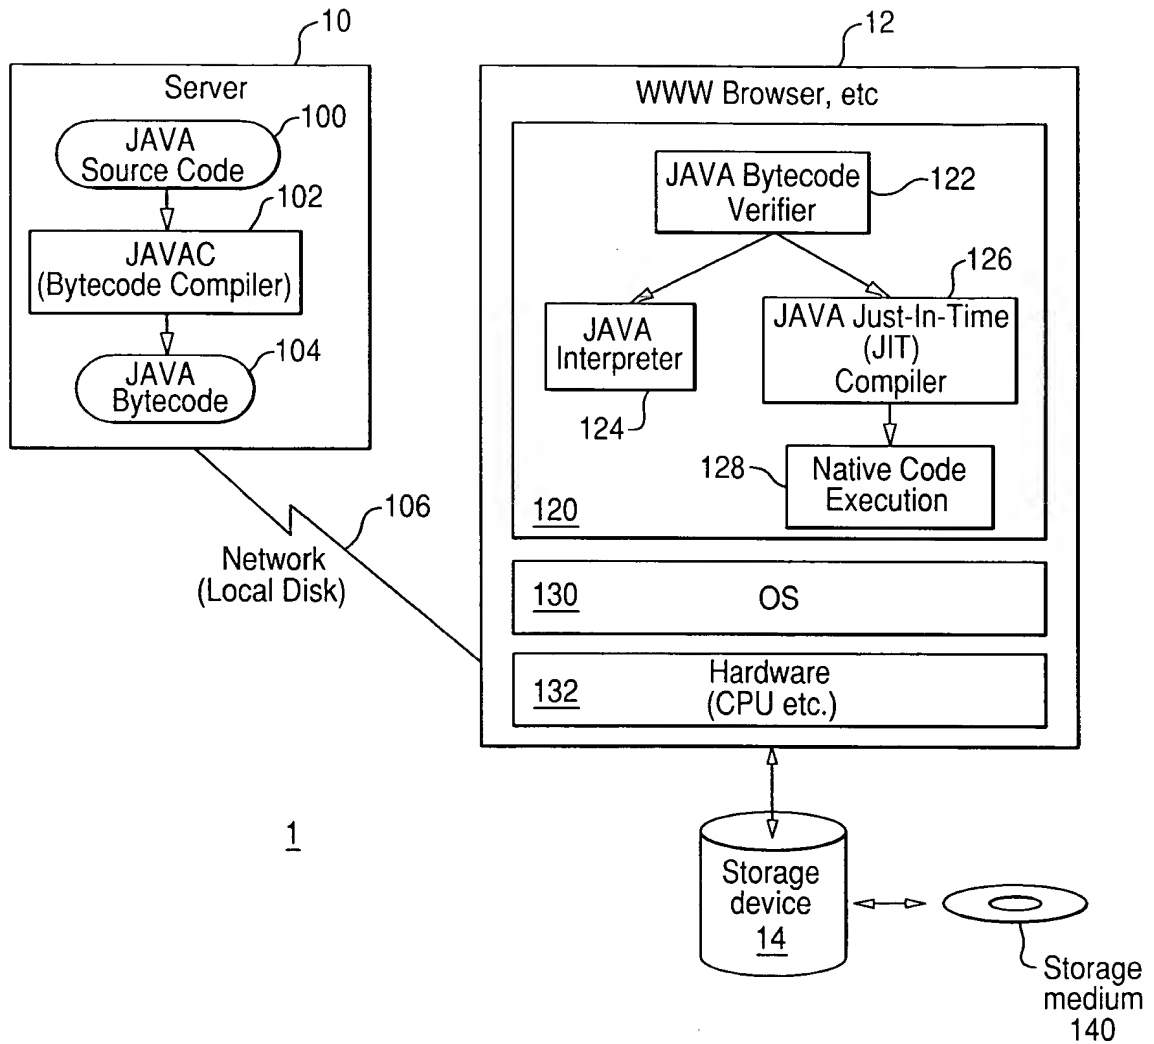 10
Server
JAVA
Source Code
100
102
JAVAC
(Bytecode Compiler)
104
JAVA
Bytecode
106
Network
(Local Disk)
12
WWW Browser, etc
JAVA Bytecode
Verifier
122
126
JAVA
Interpreter
124
JAVA Just-In-Time
(JIT)
Compiler
128
Native Code
Execution
120
130
OS
132
Hardware
(CPU etc.)
1
Storage
device
14
Storage
medium
140